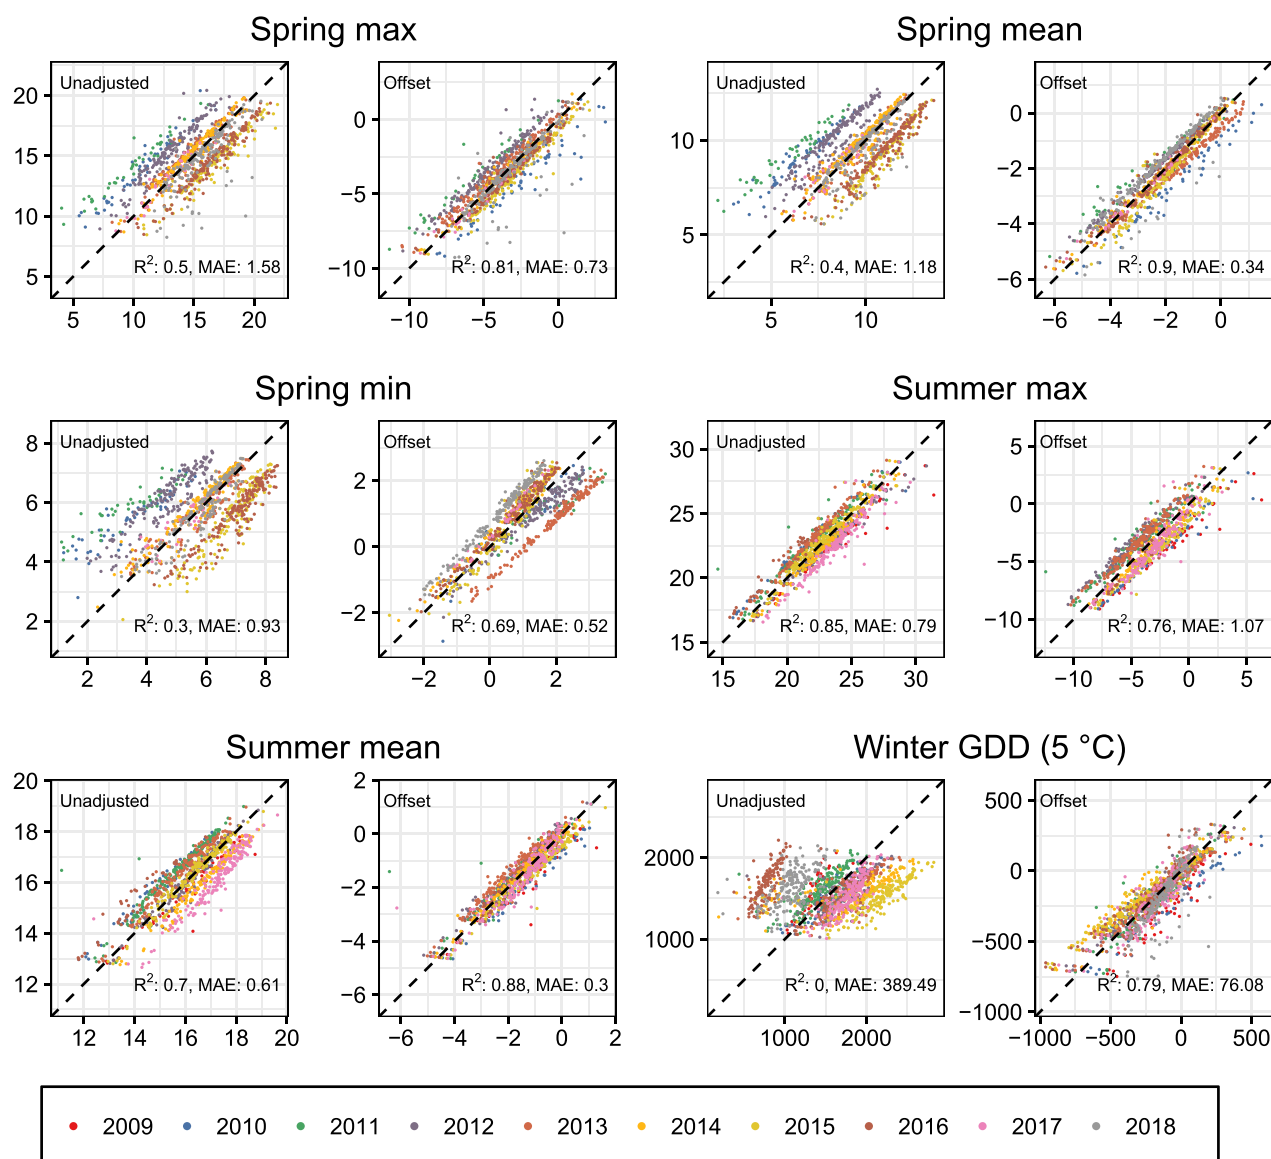 Spring max
Spring mean
Unadjusted
Offset
Unadjusted
Offset
20
15
10
5
0
−5
−10
10
5
0
−2
−4
−6
R2: 0.5, MAE: 1.58
R2: 0.81, MAE: 0.73
R2: 0.4, MAE: 1.18
R2: 0.9, MAE: 0.34
5 10 15 20
−10 −5 0
5 10
−6 −4 −2 0
Spring min
Summer max
Unadjusted
Offset
Unadjusted
Offset
8
6
4
2
2
0
−2
30
25
20
15
5
0
−5
−10
R2: 0.3, MAE: 0.93
R2: 0.69, MAE: 0.52
R2: 0.85, MAE: 0.79
R2: 0.76, MAE: 1.07
2 4 6 8
−2 0 2
15 20 25 30
−10 −5 0 5
Summer mean
Winter GDD (5 °C)
Unadjusted
Offset
Unadjusted
Offset
20
18
16
14
12
2
0
−2
−4
−6
2000
1000
500
0
−500
−1000
R2: 0.7, MAE: 0.61
R2: 0.88, MAE: 0.3
R2: 0, MAE: 389.49
R2: 0.79, MAE: 76.08
12 14 16 18 20
−6 −4 −2 0 2
1000 2000
−1000 −500 0 500
2009 2010 2011 2012 2013 2014 2015 2016 2017 2018